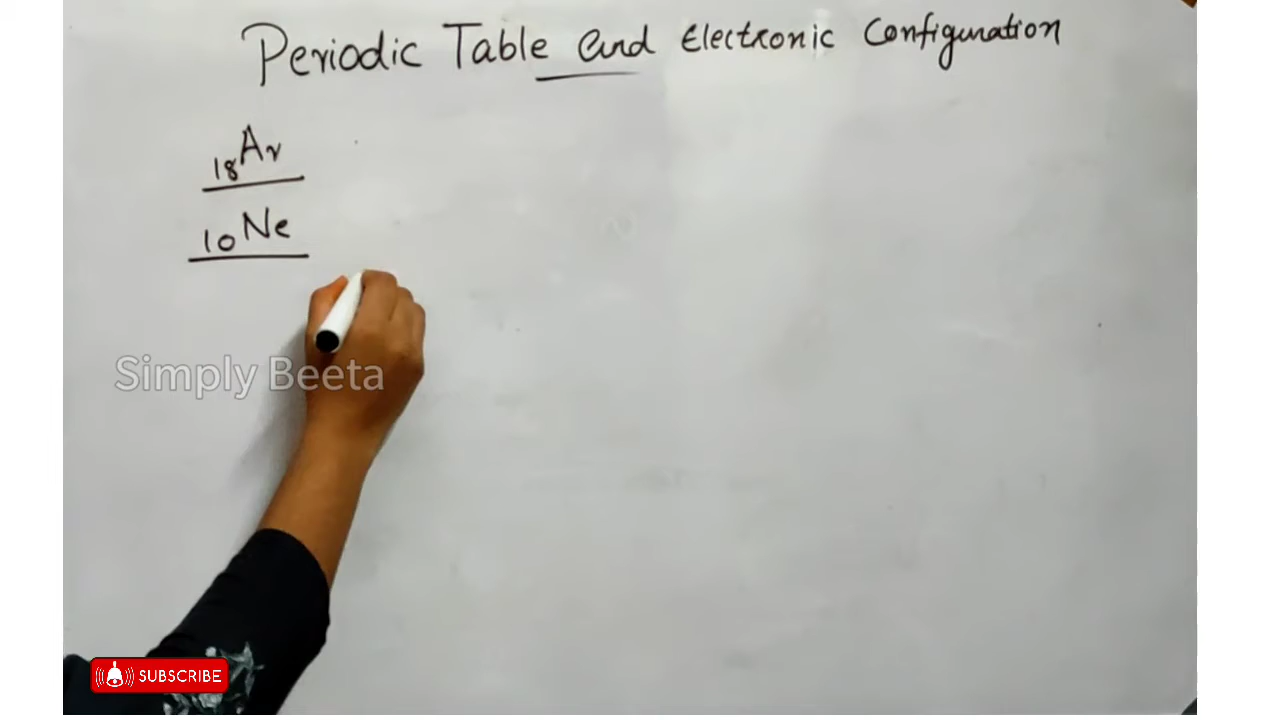 Periodic Table and Electronic Configuration
18Ar
10Ne
Simply Beeta
SUBSCRIBE